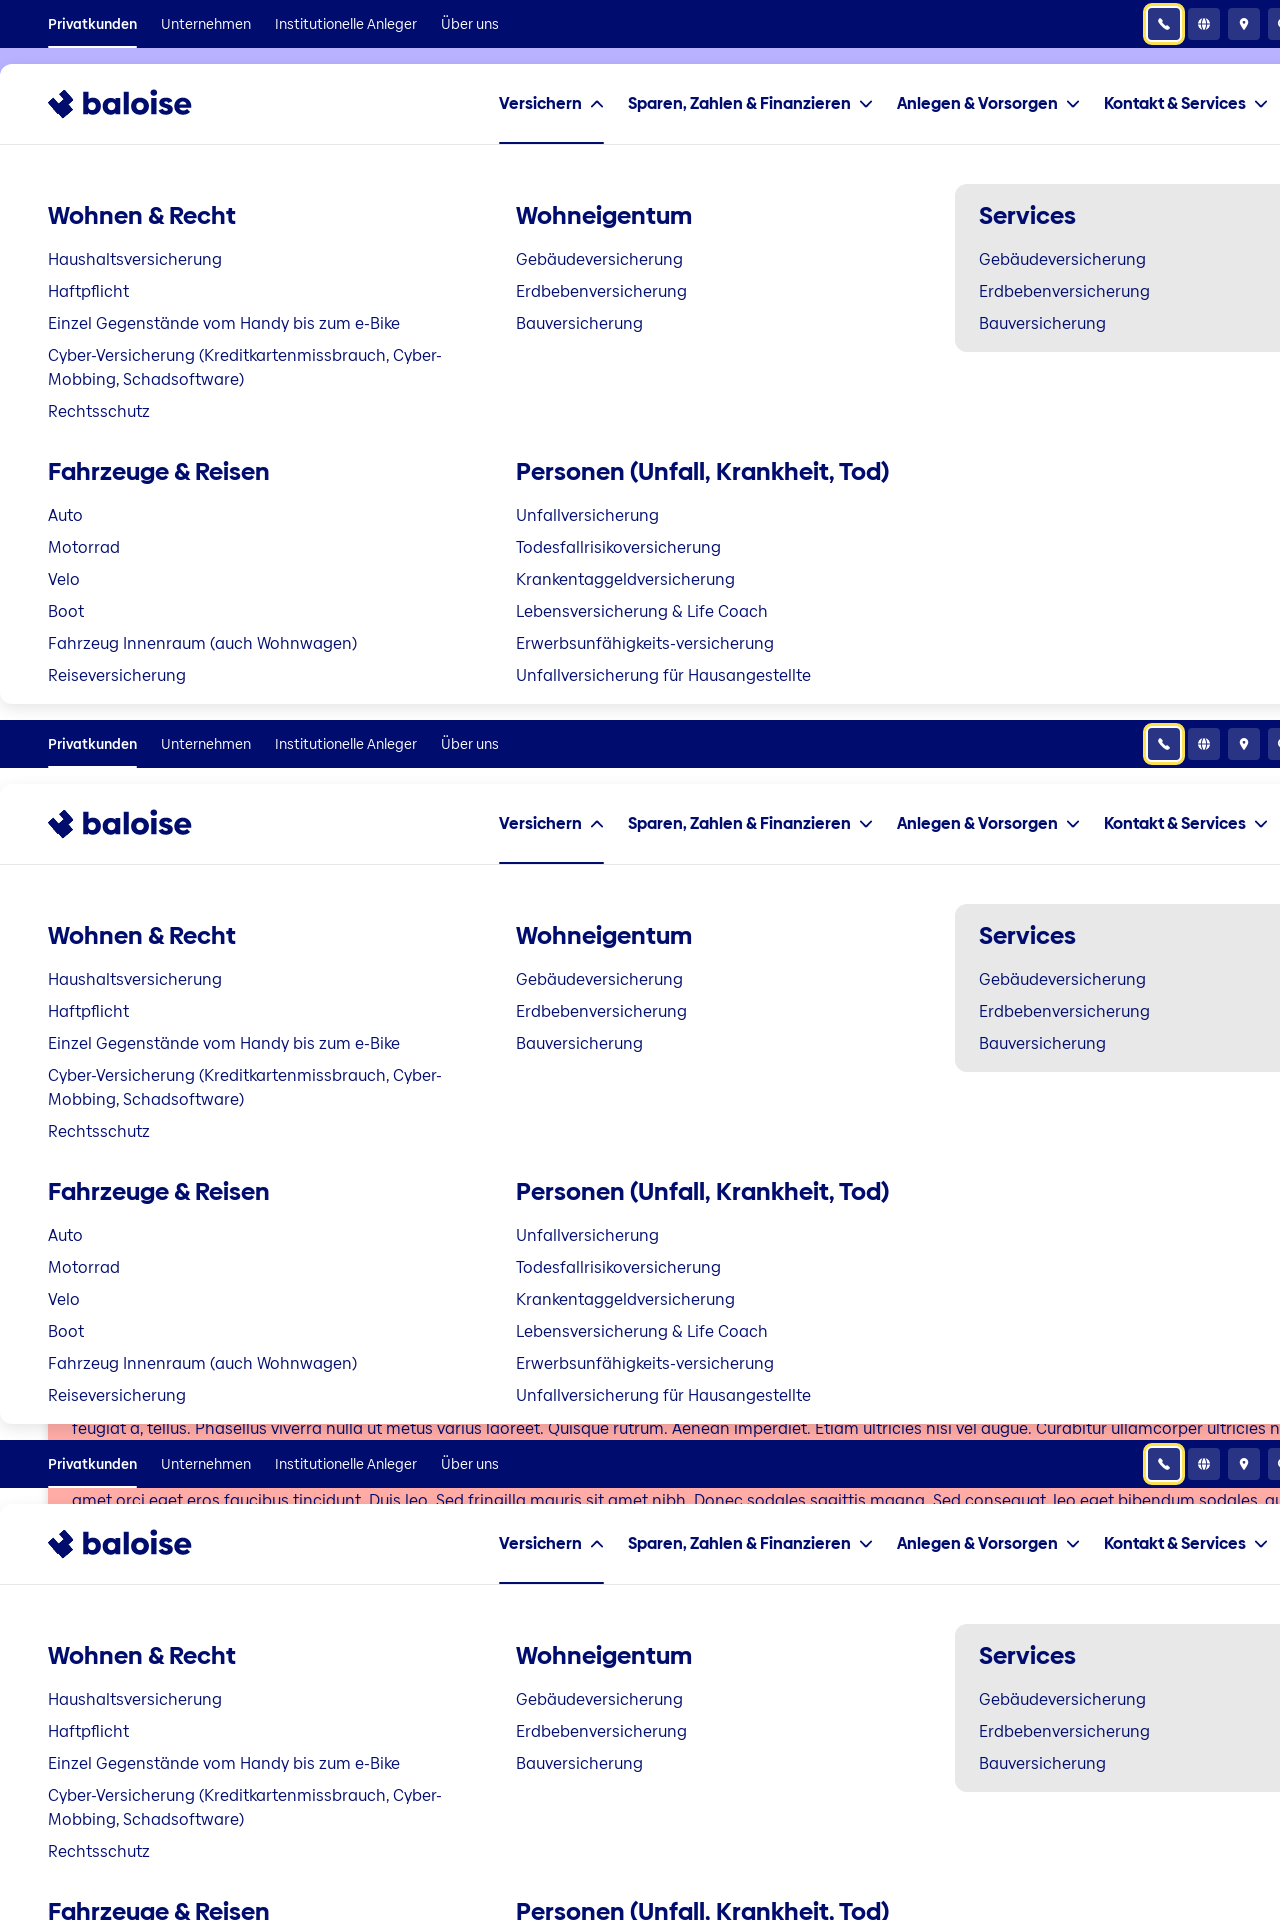 Privatkunden Unternehmen Institutionelle Anleger Über uns
baloise Versichern Sparen, Zahlen & Finanzieren Anlegen & Vorsorgen Kontakt & Services
Wohnen & Recht
Haushaltsversicherung
Haftpflicht
Einzel Gegenstände vom Handy bis zum e-Bike
Cyber-Versicherung (Kreditkartenmissbrauch, Cyber-
Mobbing, Schadsoftware)
Rechtsschutz
Wohneigentum
Gebäudeversicherung
Erdbebenversicherung
Bauversicherung
Services
Gebäudeversicherung
Erdbebenversicherung
Bauversicherung
Fahrzeuge & Reisen
Auto
Motorrad
Velo
Boot
Fahrzeug Innenraum (auch Wohnwagen)
Reiseversicherung
Personen (Unfall, Krankheit, Tod)
Unfallversicherung
Todesfallrisikoversicherung
Krankentaggeldversicherung
Lebensversicherung & Life Coach
Erwerbsunfähigkeits-versicherung
Unfallversicherung für Hausangestellte
Privatkunden Unternehmen Institutionelle Anleger Über uns
baloise Versichern Sparen, Zahlen & Finanzieren Anlegen & Vorsorgen Kontakt & Services
Wohnen & Recht
Haushaltsversicherung
Haftpflicht
Einzel Gegenstände vom Handy bis zum e-Bike
Cyber-Versicherung (Kreditkartenmissbrauch, Cyber-
Mobbing, Schadsoftware)
Rechtsschutz
Wohneigentum
Gebäudeversicherung
Erdbebenversicherung
Bauversicherung
Services
Gebäudeversicherung
Erdbebenversicherung
Bauversicherung
Fahrzeuge & Reisen
Auto
Motorrad
Velo
Boot
Fahrzeug Innenraum (auch Wohnwagen)
Reiseversicherung
Personen (Unfall, Krankheit, Tod)
Unfallversicherung
Todesfallrisikoversicherung
Krankentaggeldversicherung
Lebensversicherung & Life Coach
Erwerbsunfähigkeits-versicherung
Unfallversicherung für Hausangestellte
feugiat a, tellus. Phasellus viverra nulla ut metus varius laoreet. Quisque rutrum. Aenean imperdiet. Etiam ultricies nisi vel augue. Curabitur ullamcorper ultricies
Privatkunden Unternehmen Institutionelle Anleger Über uns
amet orci eget eros faucibus tincidunt. Duis leo. Sed fringilla mauris sit amet nibh. Donec sodales sagittis magna. Sed consequat, leo eget bibendum sodales,
baloise Versichern Sparen, Zahlen & Finanzieren Anlegen & Vorsorgen Kontakt & Services
Wohnen & Recht
Haushaltsversicherung
Haftpflicht
Einzel Gegenstände vom Handy bis zum e-Bike
Cyber-Versicherung (Kreditkartenmissbrauch, Cyber-
Mobbing, Schadsoftware)
Rechtsschutz
Wohneigentum
Gebäudeversicherung
Erdbebenversicherung
Bauversicherung
Services
Gebäudeversicherung
Erdbebenversicherung
Bauversicherung
Fahrzeuge & Reisen
Personen (Unfall, Krankheit, Tod)